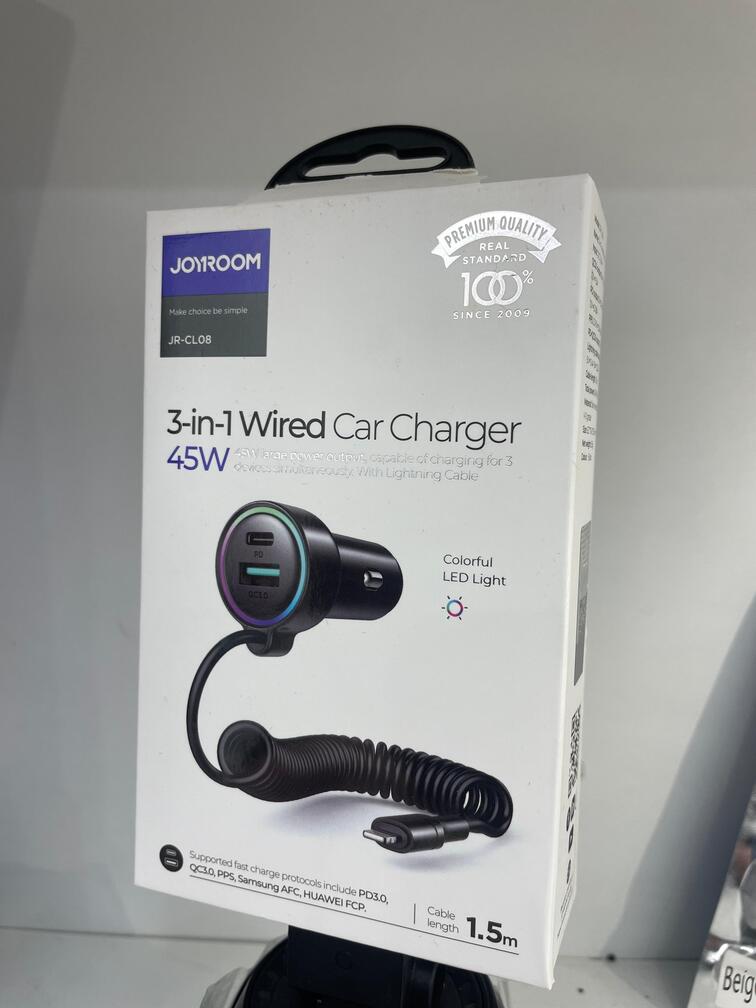 PREMIUM QUALITY
REAL
STANDARD
100%
SINCE 2009
JOYROOM
Make choice be simple
JR-CL08
3-in-1 Wired Car Charger
45W 45W large power output, capable of charging for 3
devices simultaneously. With Lightning Cable
Colorful
LED Light
PD
QC3.0
Supported fast charge protocols include PD3.0,
QC3.0, PPS, Samsung AFC, HUAWEI FCP.
Cable
length 1.5m